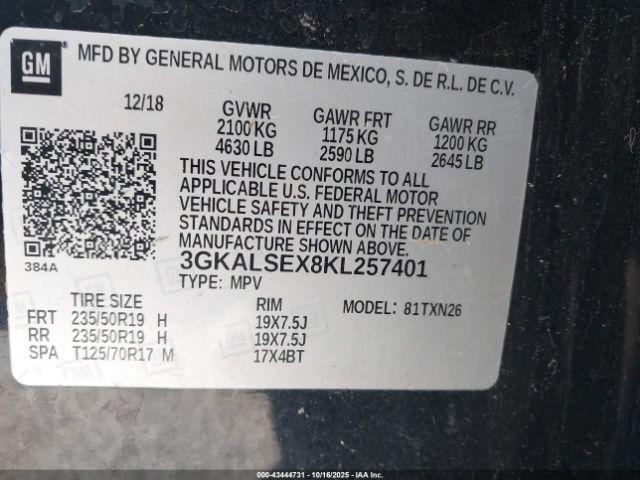 GM
MFD BY GENERAL MOTORS DE MEXICO, S. DE R.L. DE C.V.
12/18 GVWR GAWR FRT GAWR RR
2100 KG 1175 KG 1200 KG
4630 LB 2590 LB 2645 LB
THIS VEHICLE CONFORMS TO ALL
APPLICABLE U.S. FEDERAL MOTOR
VEHICLE SAFETY AND THEFT PREVENTION
STANDARDS IN EFFECT ON THE DATE OF
MANUFACTURE SHOWN ABOVE.
384A 3GKALSEX8KL257401
TYPE: MPV
TIRE SIZE RIM MODEL: 81TXN26
FRT 235/50R19 H 19X7.5J
RR 235/50R19 H 19X7.5J
SPA T125/70R17 M 17X4BT
000-43444731 - 10/16/2025 - IAA Inc.